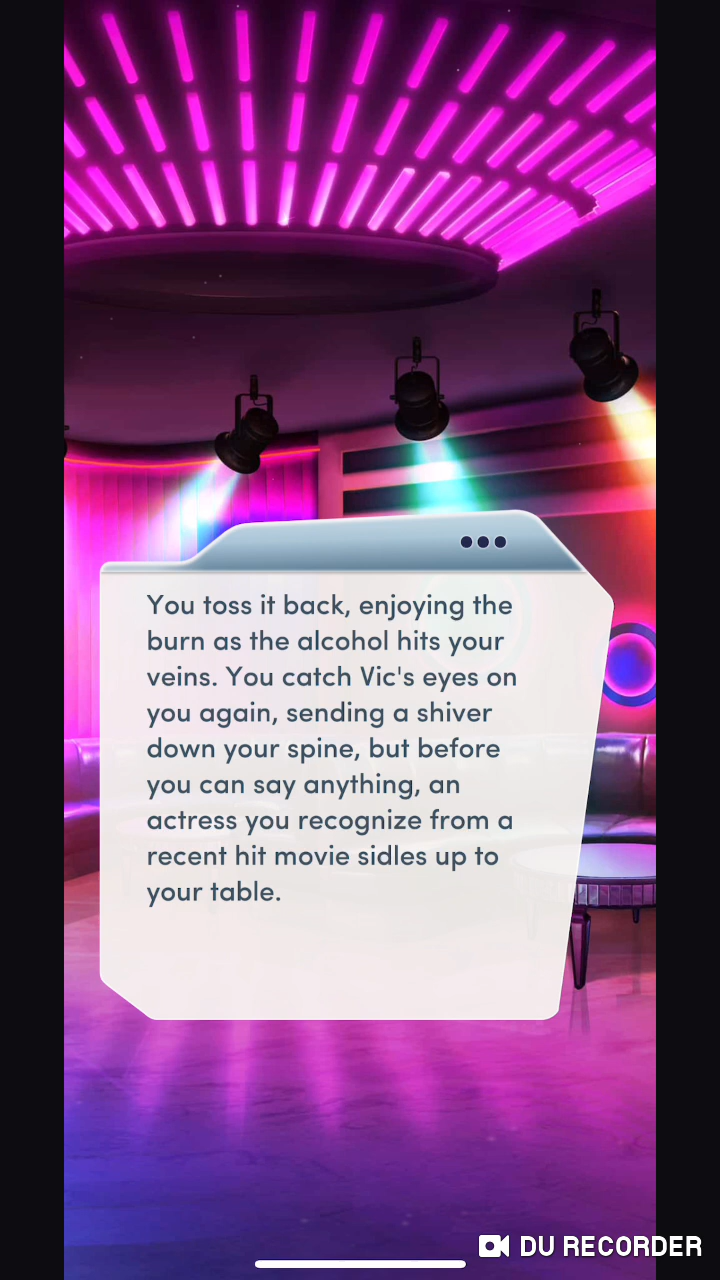 You toss it back, enjoying the
burn as the alcohol hits your
veins. You catch Vic's eyes on
you again, sending a shiver
down your spine, but before
you can say anything, an
actress you recognize from a
recent hit movie sidles up to
your table.
DU RECORDER